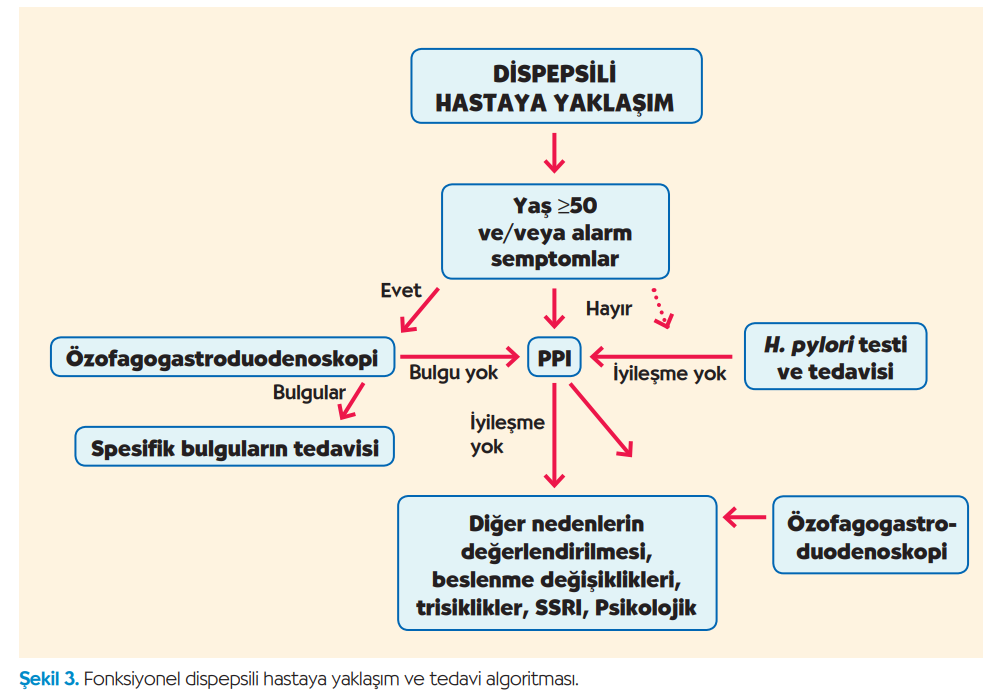 DİSPEPSİLİ
HASTAYA YAKLAŞIM
Yaş ≥50
ve/veya alarm
semptomlar
Evet
Hayır
Özofagogastroduodenoskopi
Bulgu yok
PPI
İyileşme yok
H. pylori testi
ve tedavisi
Bulgular
Spesifik bulguların tedavisi
İyileşme
yok
Diğer nedenlerin
değerlendirilmesi,
beslenme değişiklikleri,
trisiklikler, SSRI, Psikolojik
Özofagogastro-
duodenoskopi
Şekil 3. Fonksiyonel dispepsili hastaya yaklaşım ve tedavi algoritması.